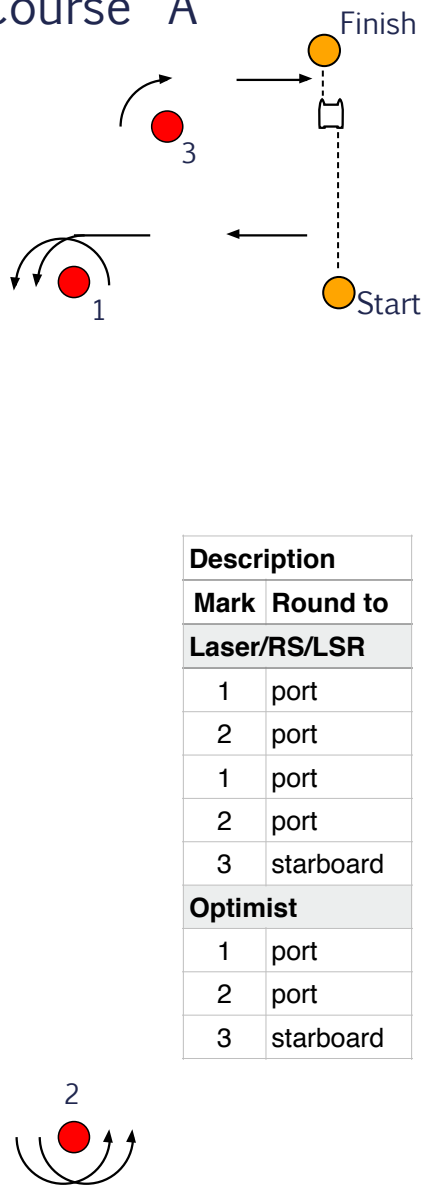 Course A
Finish
3
1
Start
Description
Mark Round to
Laser/RS/LSR
1 port
2 port
1 port
2 port
3 starboard
Optimist
1 port
2 port
3 starboard
2